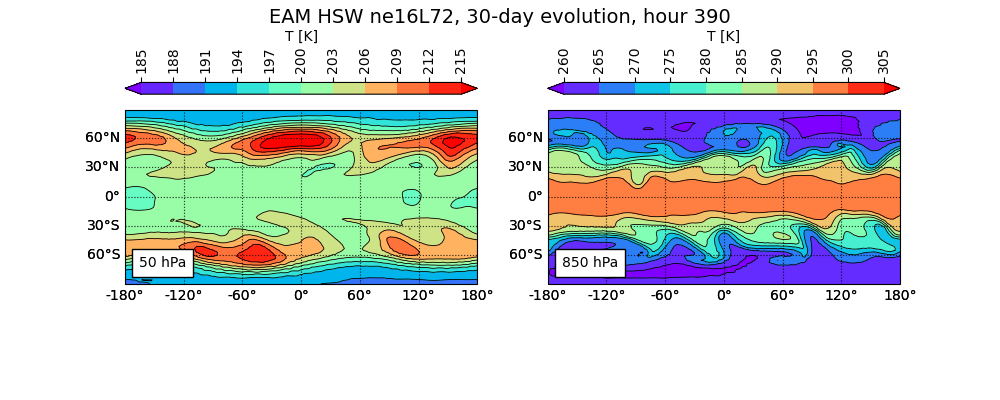 EAM HSW ne16L72, 30-day evolution, hour 390
T [K]
185 188 191 194 197 200 203 206 209 212 215
60°N
30°N
0°
30°S
60°S
50 hPa
-180° -120° -60° 0° 60° 120° 180°
T [K]
260 265 270 275 280 285 290 295 300 305
60°N
30°N
0°
30°S
60°S
850 hPa
-180° -120° -60° 0° 60° 120° 180°